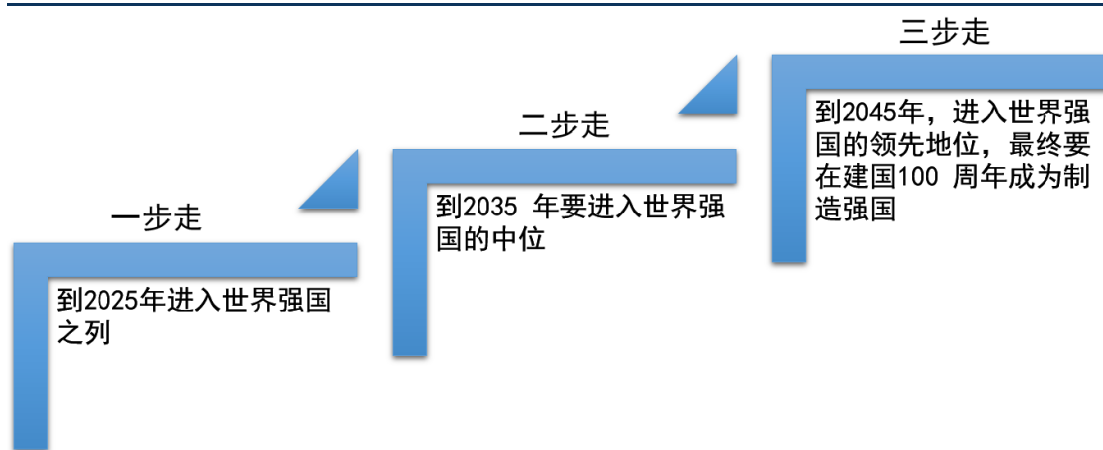 一步走
到2025年进入世界强国
之列
二步走
到2035 年要进入世界强
国的中位
三步走
到2045年，进入世界强
国的领先地位，最终要
在建国100 周年成为制
造强国